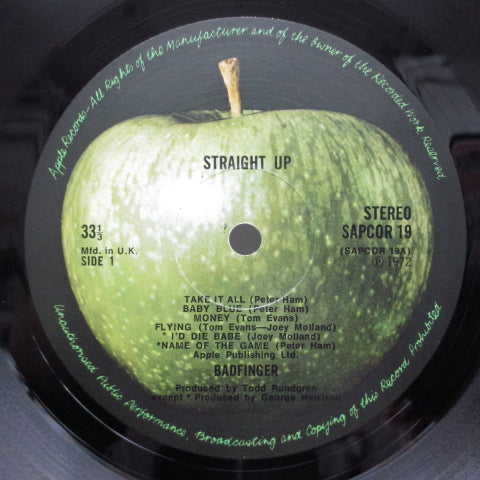 Apple Records-All Rights of the Manufacturer and of the Owner of the Recorded Work Reserved
STRAIGHT UP
33⅓
Mfd. in U.K.
SIDE 1
STEREO
SAPCOR 19
(SAPCOR 19A)
℗ 1972
TAKE IT ALL (Peter Ham)
BABY BLUE (Peter Ham)
MONEY (Tom Evans)
FLYING (Tom Evans—Joey Molland)
*I'D DIE BABE (Joey Molland)
*NAME OF THE GAME (Peter Ham)
Apple Publishing Ltd.
BADFINGER
Produced by Todd Rundgren
except * Produced by George Harrison
Unauthorised Public Performance, Broadcasting and Copying of this Record Prohibited